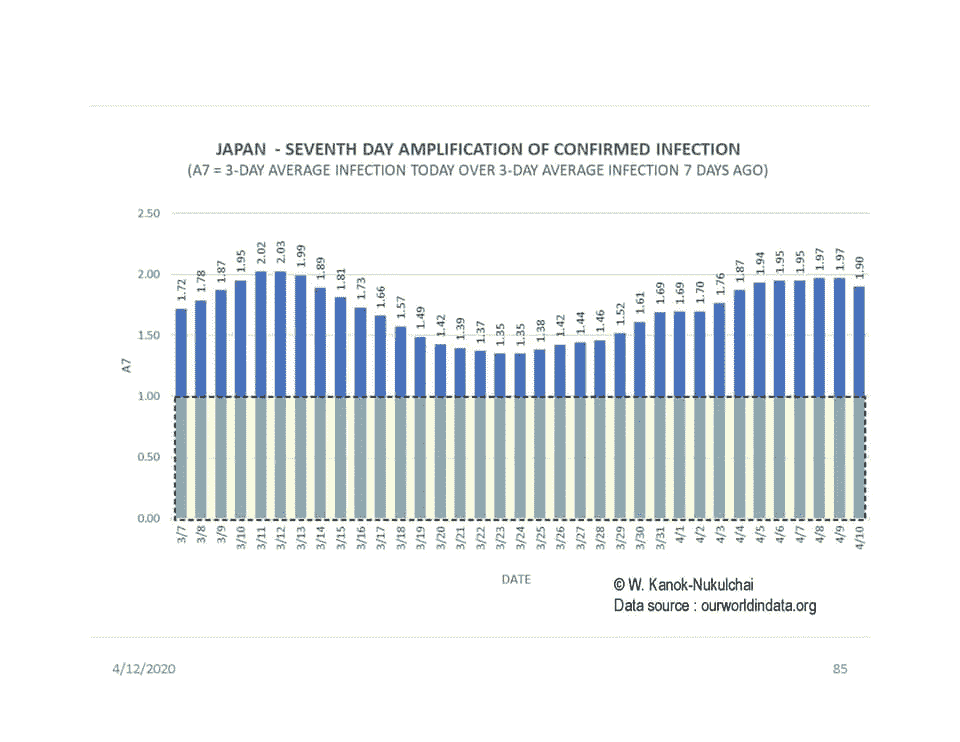 JAPAN - SEVENTH DAY AMPLIFICATION OF CONFIRMED INFECTION
(A7 = 3-DAY AVERAGE INFECTION TODAY OVER 3-DAY AVERAGE INFECTION 7 DAYS AGO)
2.50
2.00
1.50
1.00
0.50
0.00
A7
1.72 1.78 1.87 1.95 2.02 2.03 1.99 1.89 1.81 1.73 1.66 1.57 1.49 1.42 1.39 1.37 1.35 1.35 1.38 1.42 1.44 1.46 1.52 1.61 1.69 1.69 1.70 1.76 1.87 1.94 1.95 1.95 1.97 1.97 1.90
3/7 3/8 3/9 3/10 3/11 3/12 3/13 3/14 3/15 3/16 3/17 3/18 3/19 3/20 3/21 3/22 3/23 3/24 3/25 3/26 3/27 3/28 3/29 3/30 3/31 4/1 4/2 4/3 4/4 4/5 4/6 4/7 4/8 4/9 4/10
DATE
© W. Kanok-Nukulchai
Data source : ourworldindata.org
4/12/2020
85